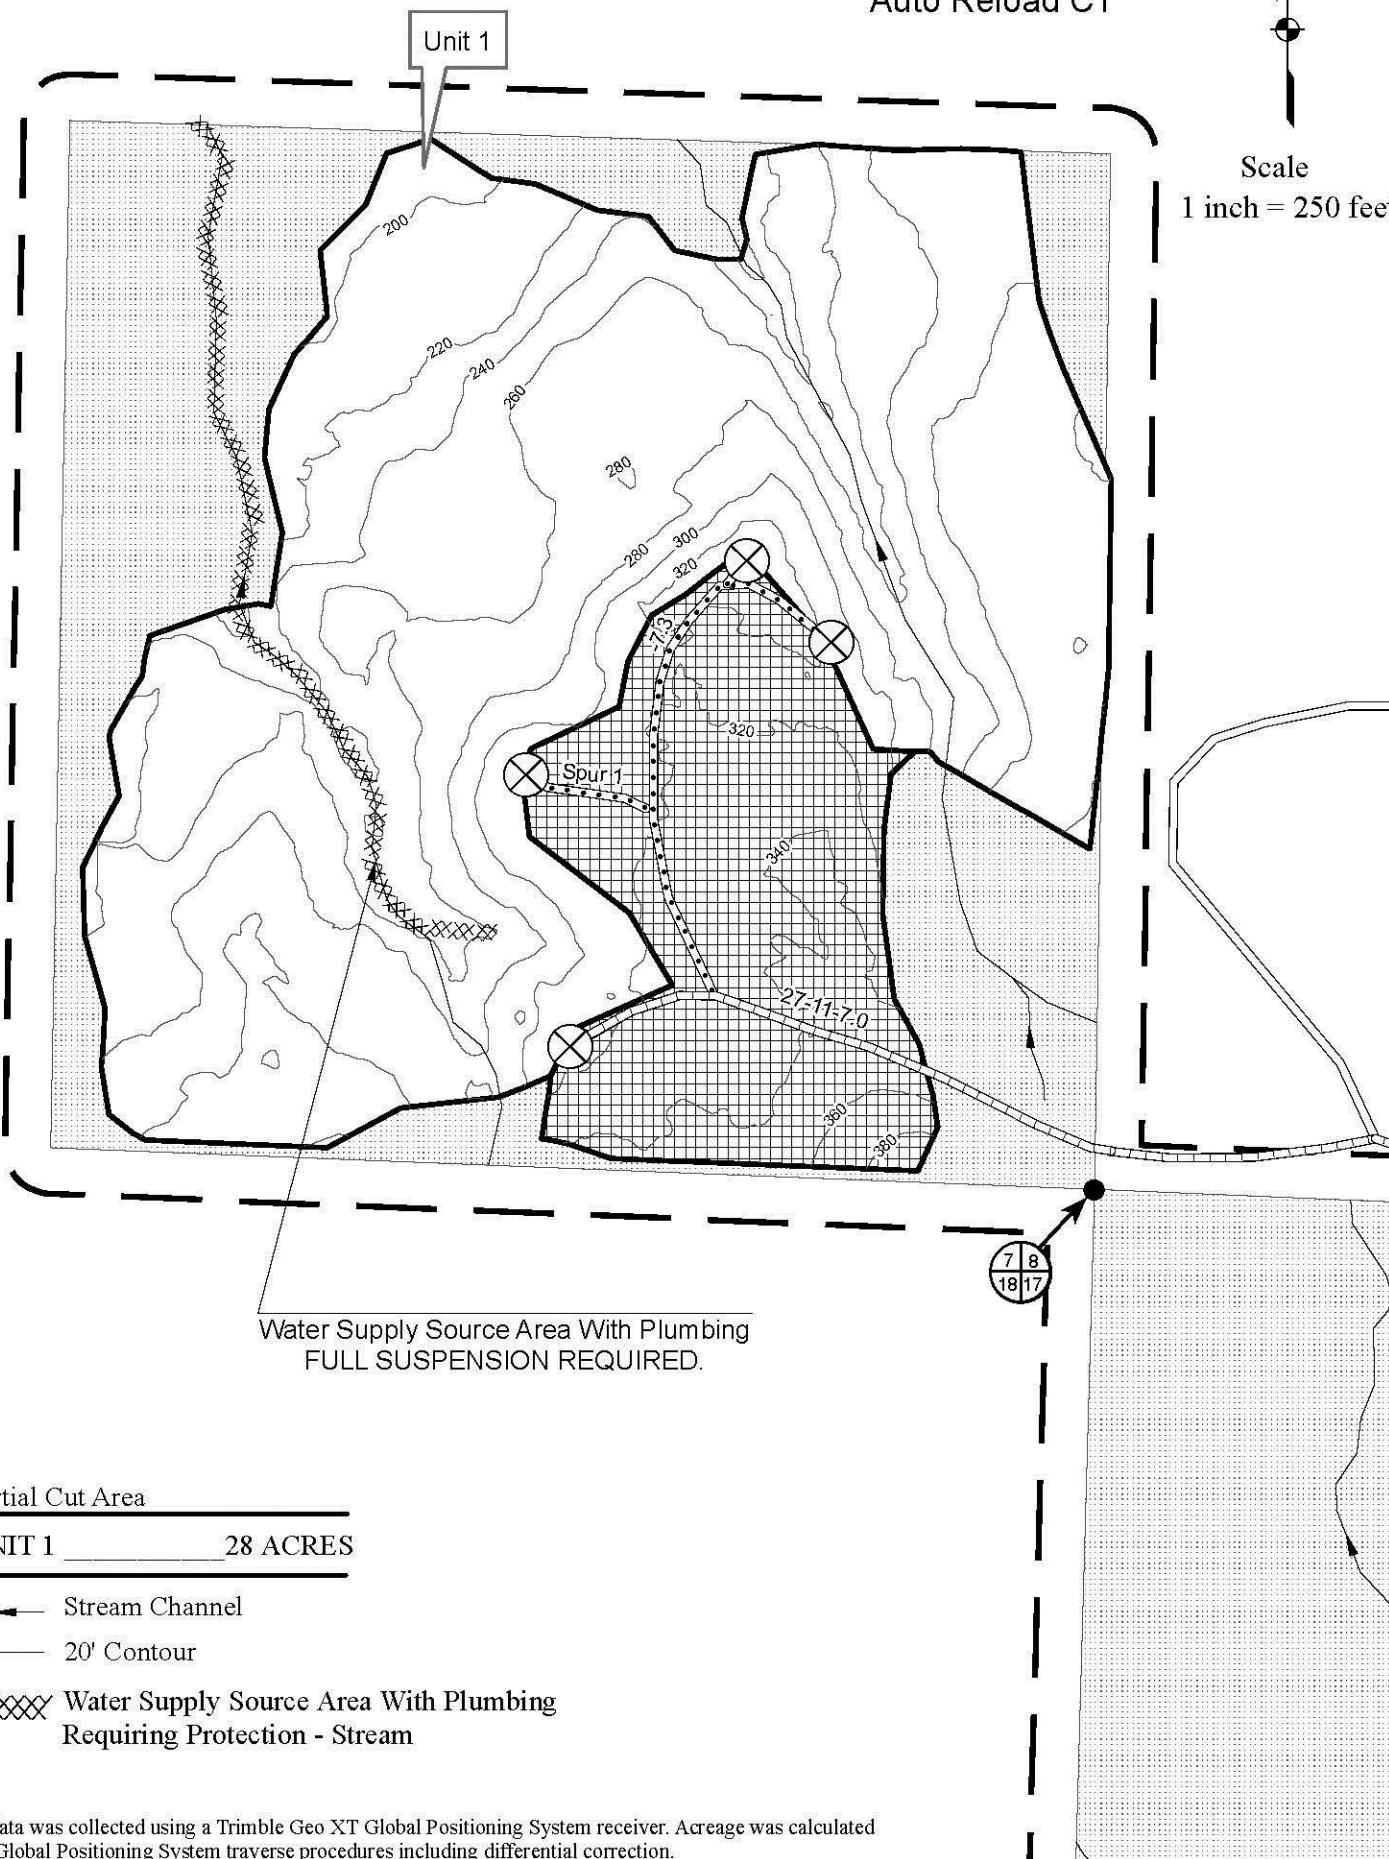 Auto Reload CT
Unit 1
Scale
1 inch = 250 feet
200
220
240
260
280
280
300
320
-7.3
320
Spur 1
340
27-11-7.0
360
380
7 8
18 17
Water Supply Source Area With Plumbing
FULL SUSPENSION REQUIRED.
rtial Cut Area
NIT 1 ____________28 ACRES
Stream Channel
20' Contour
Water Supply Source Area With Plumbing
Requiring Protection - Stream
ata was collected using a Trimble Geo XT Global Positioning System receiver. Acreage was calculated
Global Positioning System traverse procedures including differential correction.